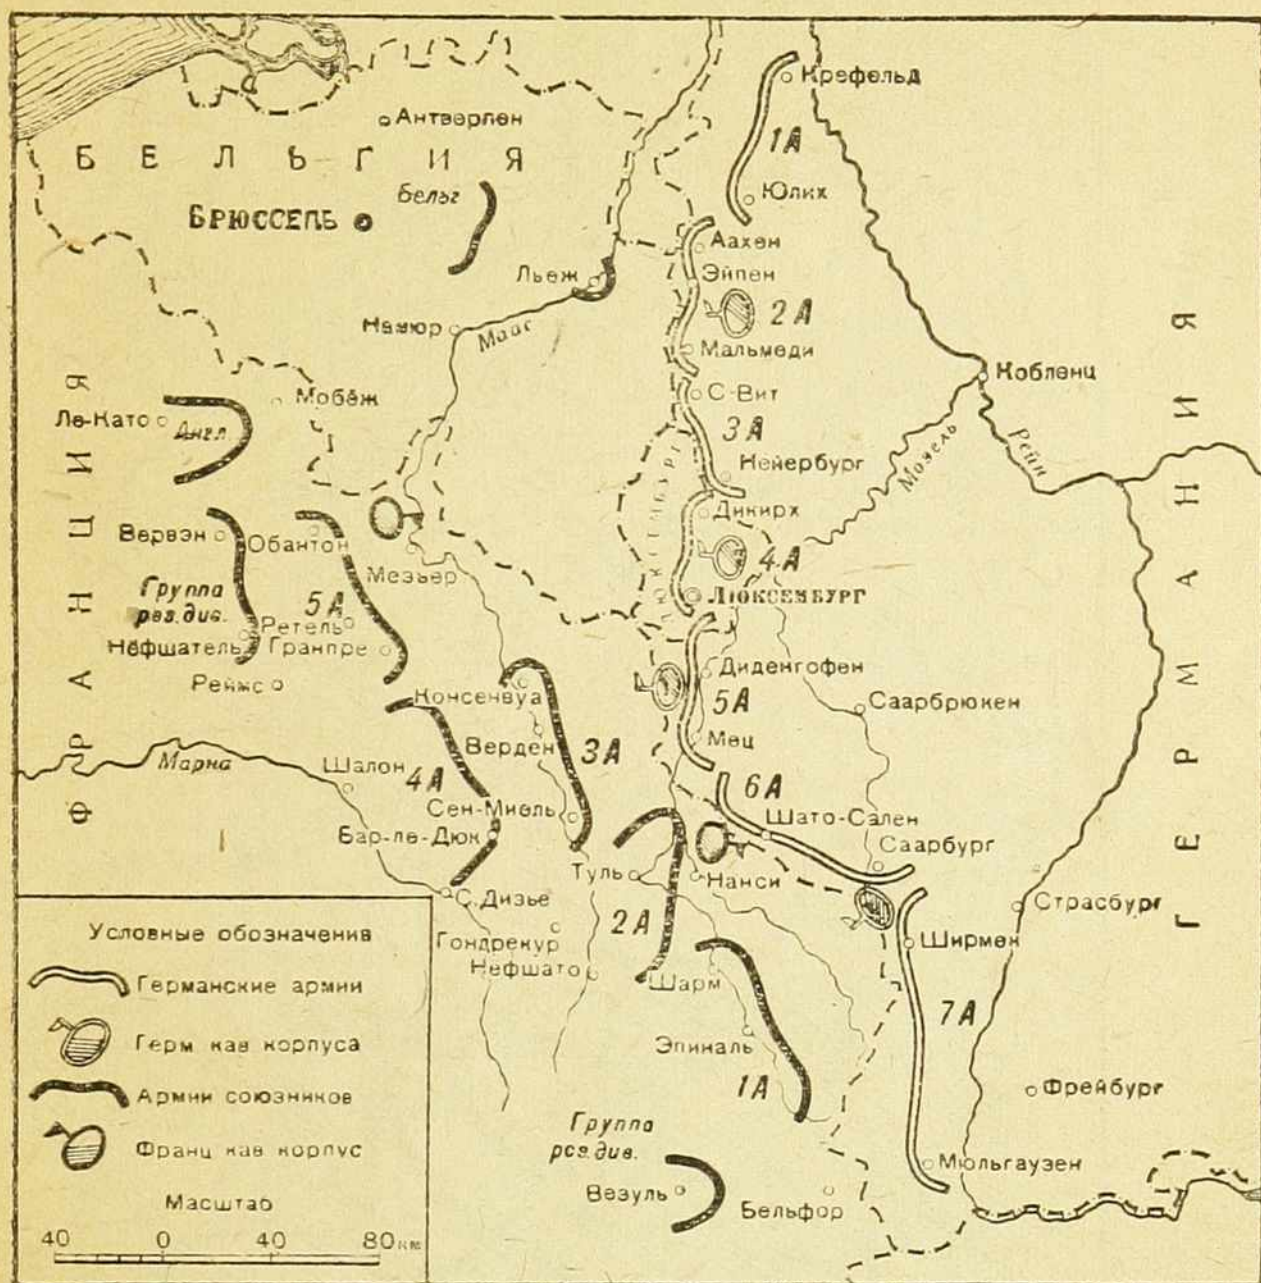 Крефельд
Антверпен
1А
БЕЛЬГИЯ
Юлих
Бельг
БРЮССЕЛЬ
Аахен
Льеж
Эйпен
2А
Намюр
Маас
Мальмеди
Кобленц
С-Вит
Мобёж
Ле-Като
Англ.
3А
Мозель
Рейн
Нейербург
ФРАНЦИЯ
ГЕРМАНИЯ
Дикирх
Вервэн
Обантон
Мезьер
4А
ЛЮКСЕМБУРГ
Группа
рез. див.
5А
Ретель
Нёфшатель
Гранпре
Диденгофен
Реймс
Консенвуа
5А
Саарбрюкен
Мец
Верден
3А
Марна
Шалон
4А
6А
Сен-Миель
Шато-Сален
Бар-ле-Дюк
Саарбург
Туль
Нанси
С. Дизье
Страсбург
2А
Гондрекур
Ширмек
Нефшато
Шарм
7А
Эпиналь
1А
Фрейбург
Группа
рез. див.
Мюльгаузен
Везуль
Бельфор
Условные обозначения
Германские армии
Герм кав корпуса
Армии союзников
Франц кав корпус
Масштаб
40 0 40 80 км